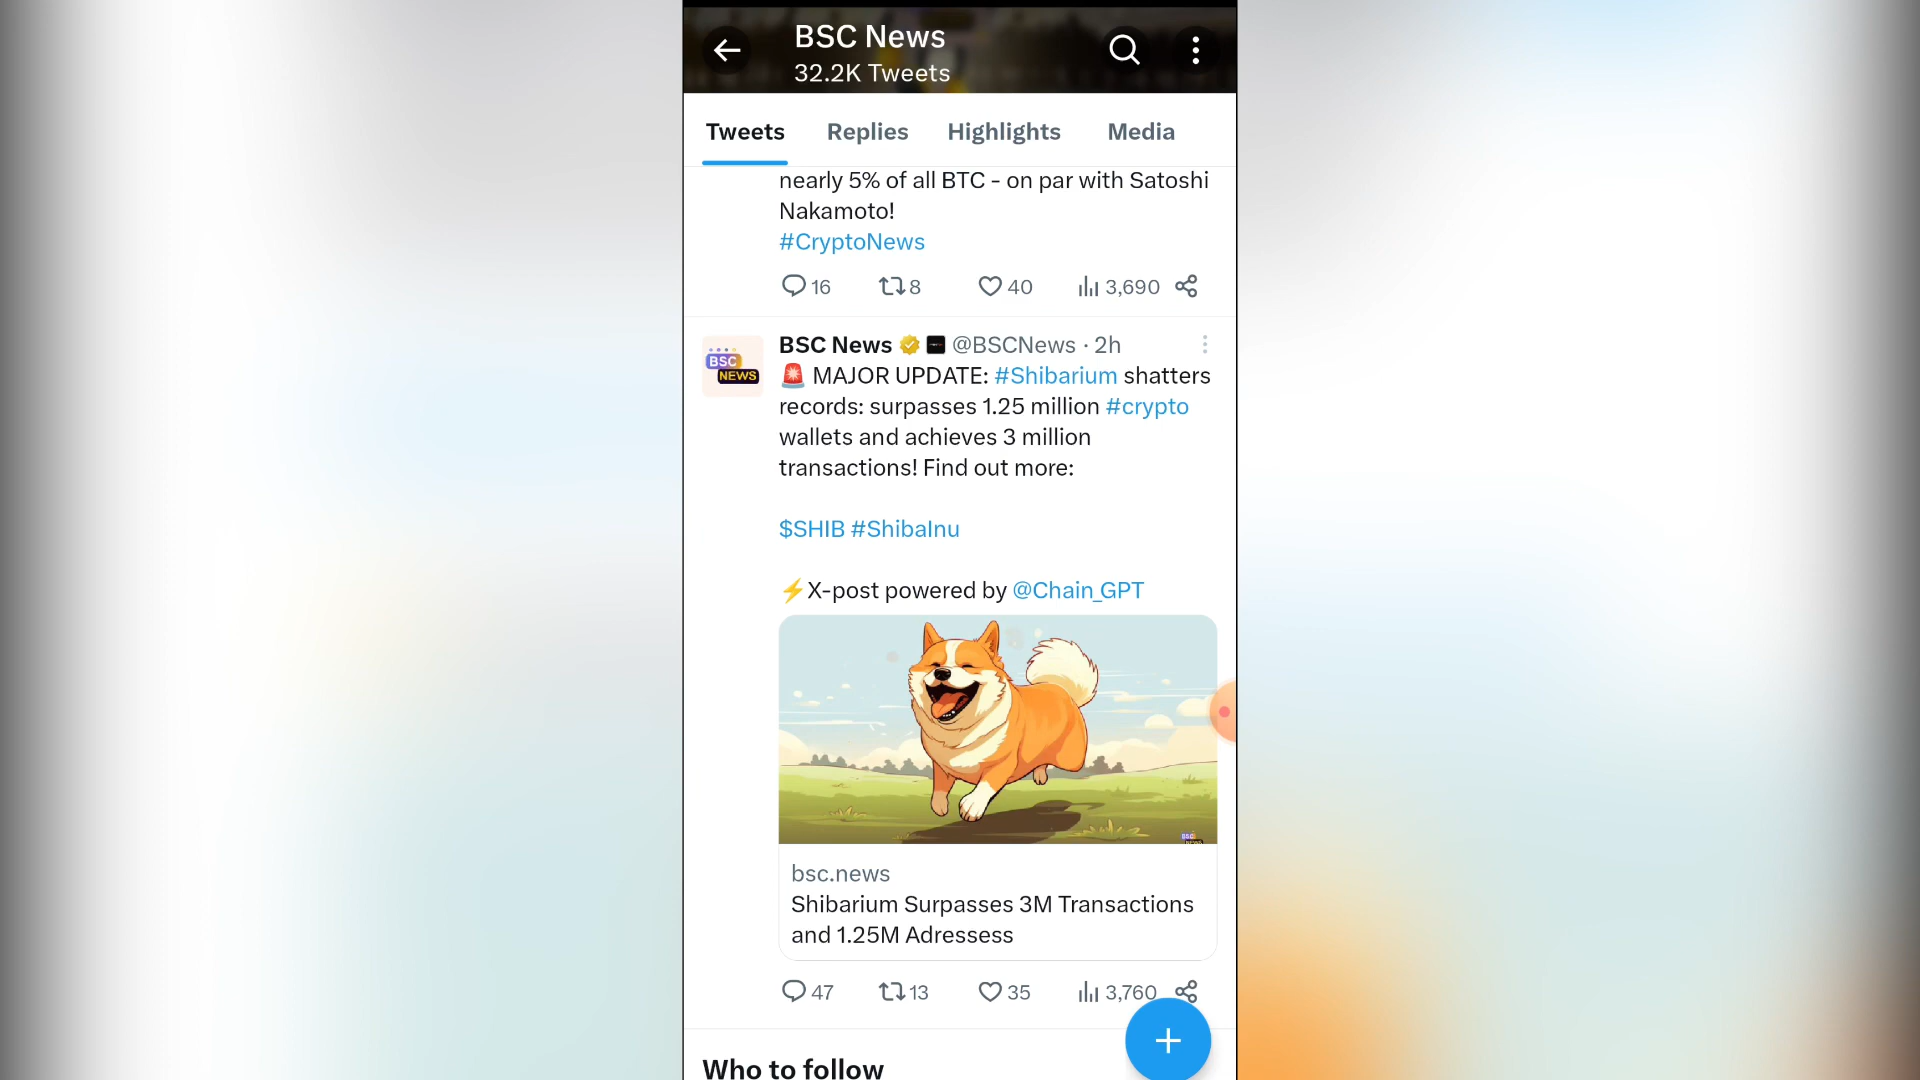 BSC News
32.2K Tweets
Tweets Replies Highlights Media
nearly 5% of all BTC - on par with Satoshi
Nakamoto!
#CryptoNews
16 8 40 3,690
BSC News @BSCNews · 2h
BSC
NEWS
🚨 MAJOR UPDATE: #Shibarium shatters
records: surpasses 1.25 million #crypto
wallets and achieves 3 million
transactions! Find out more:
$SHIB #ShibaInu
⚡X-post powered by @Chain_GPT
BSC
NEWS
bsc.news
Shibarium Surpasses 3M Transactions
and 1.25M Adressess
47 13 35 3,760
Who to follow